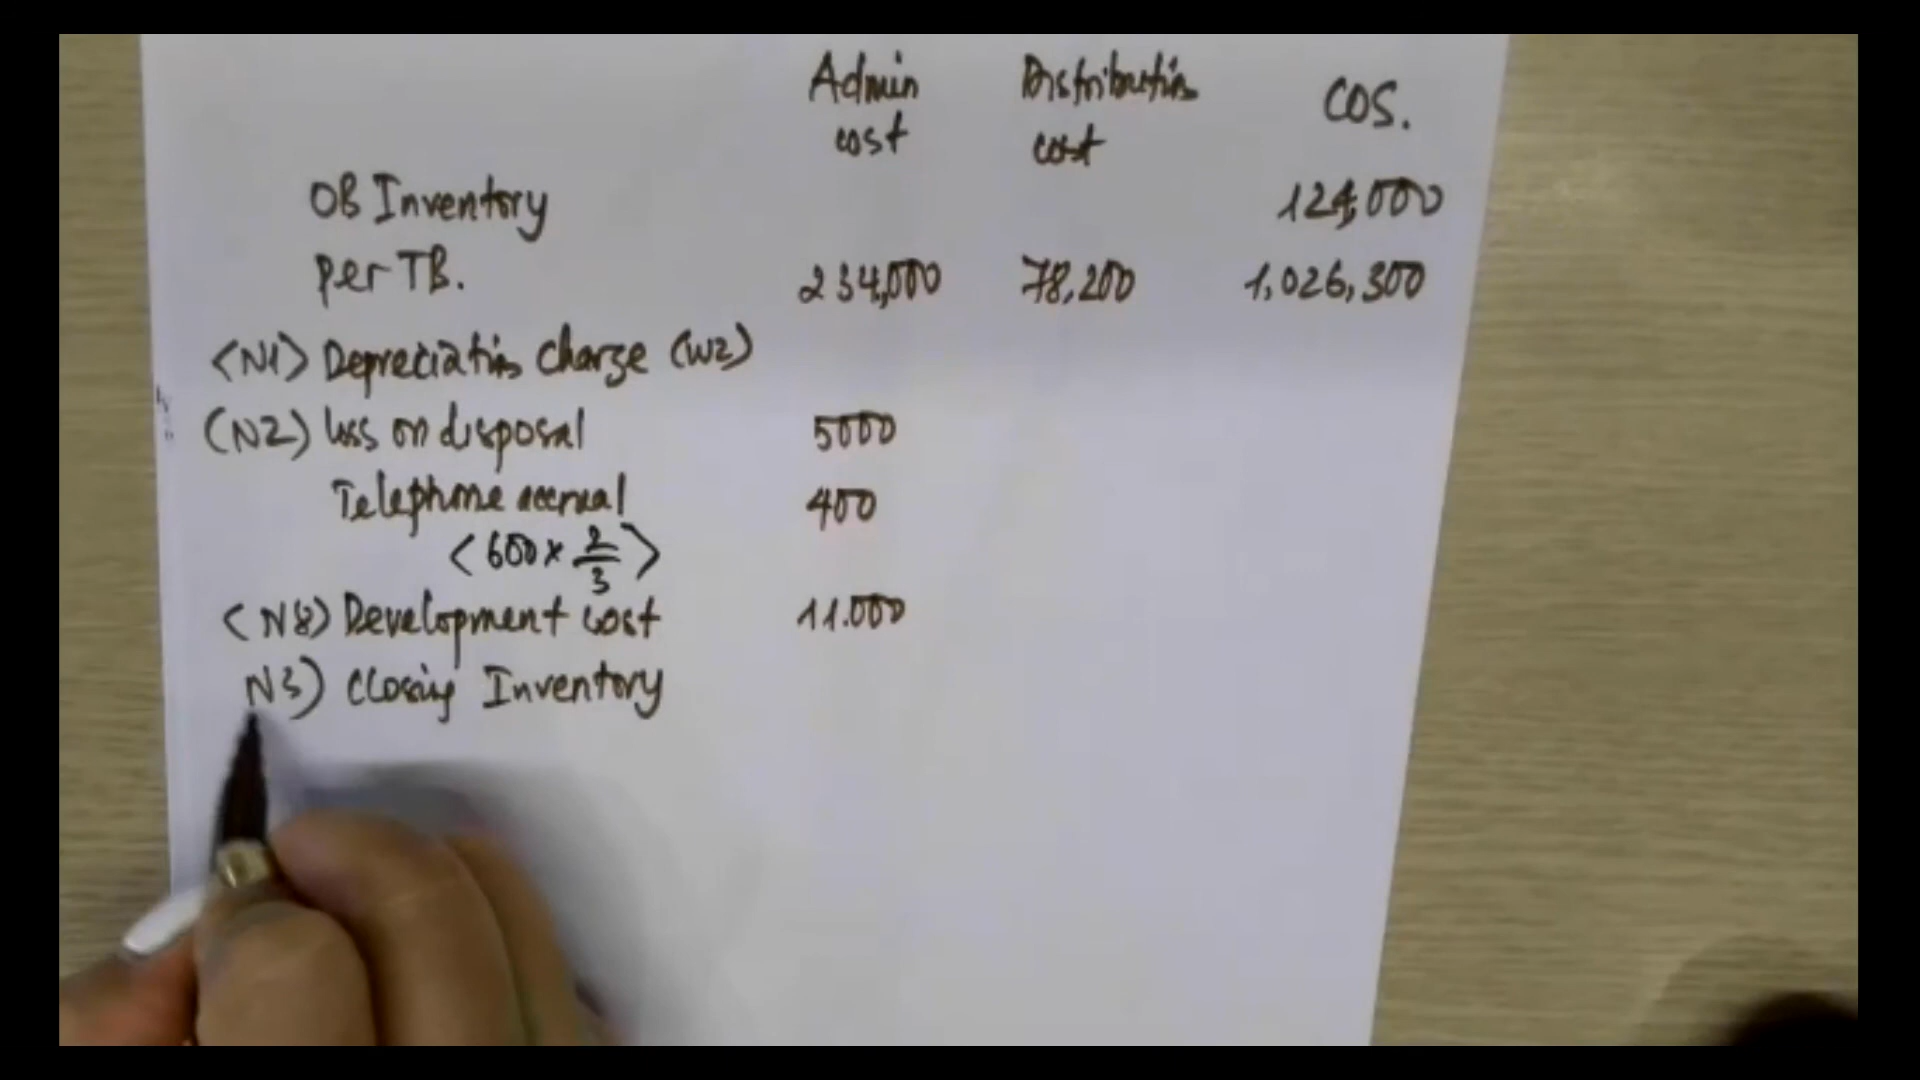 Admin cost Distribution cost COS.
OB Inventory 124,000
per TB. 234,000 78,200 1,026,300
<N1> Depreciation charge (W2)
(N2) loss on disposal 5000
Telephone accrual 400
<600 x 2/3>
<N8) Development cost 11.000
N3) Closing Inventory